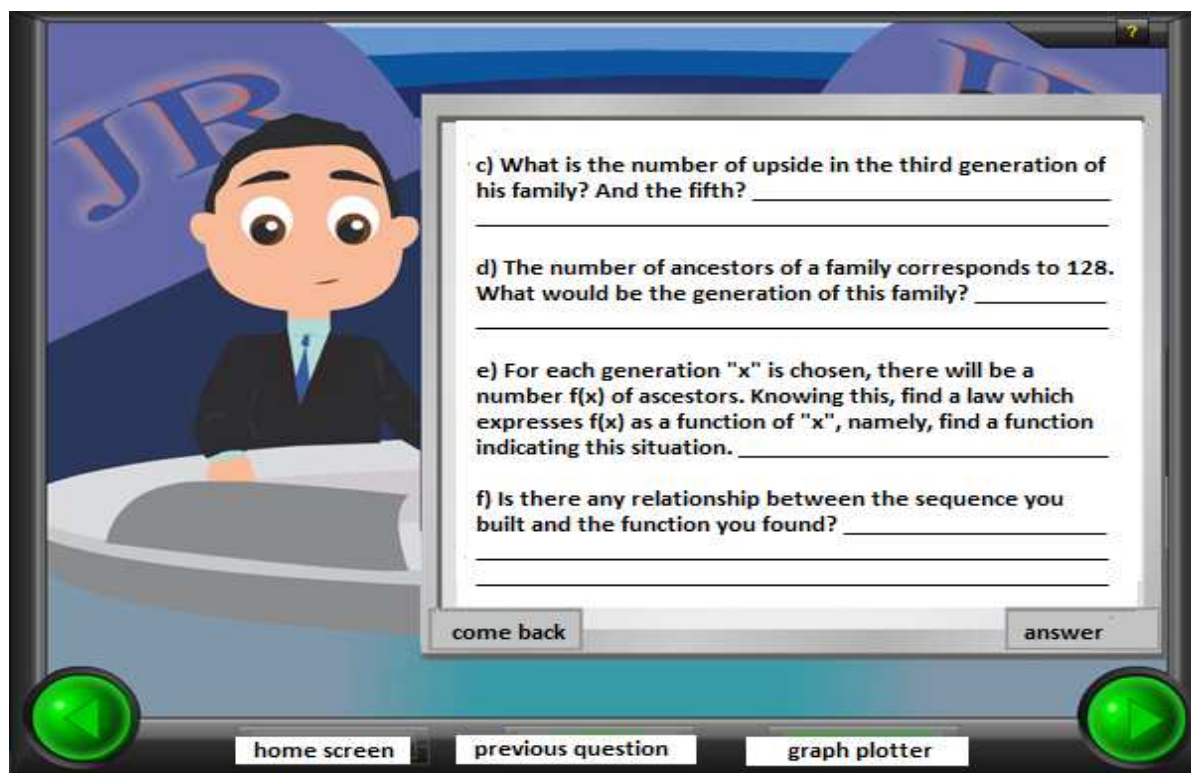 ?
JR
c) What is the number of upside in the third generation of
his family? And the fifth?
d) The number of ancestors of a family corresponds to 128.
What would be the generation of this family?
e) For each generation "x" is chosen, there will be a
number f(x) of ascestors. Knowing this, find a law which
expresses f(x) as a function of "x", namely, find a function
indicating this situation.
f) Is there any relationship between the sequence you
built and the function you found?
come back
answer
home screen
previous question
graph plotter